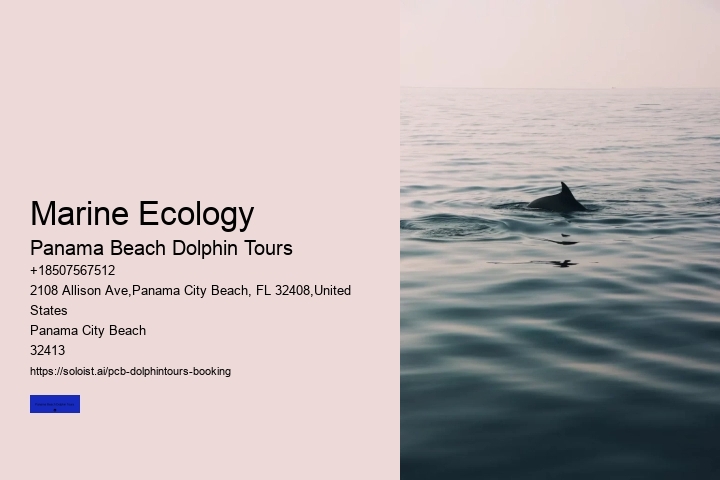 Marine Ecology
Panama Beach Dolphin Tours
+18507567512
2108 Allison Ave,Panama City Beach, FL 32408,United
States
Panama City Beach
32413
https://soloist.ai/pcb-dolphintours-booking